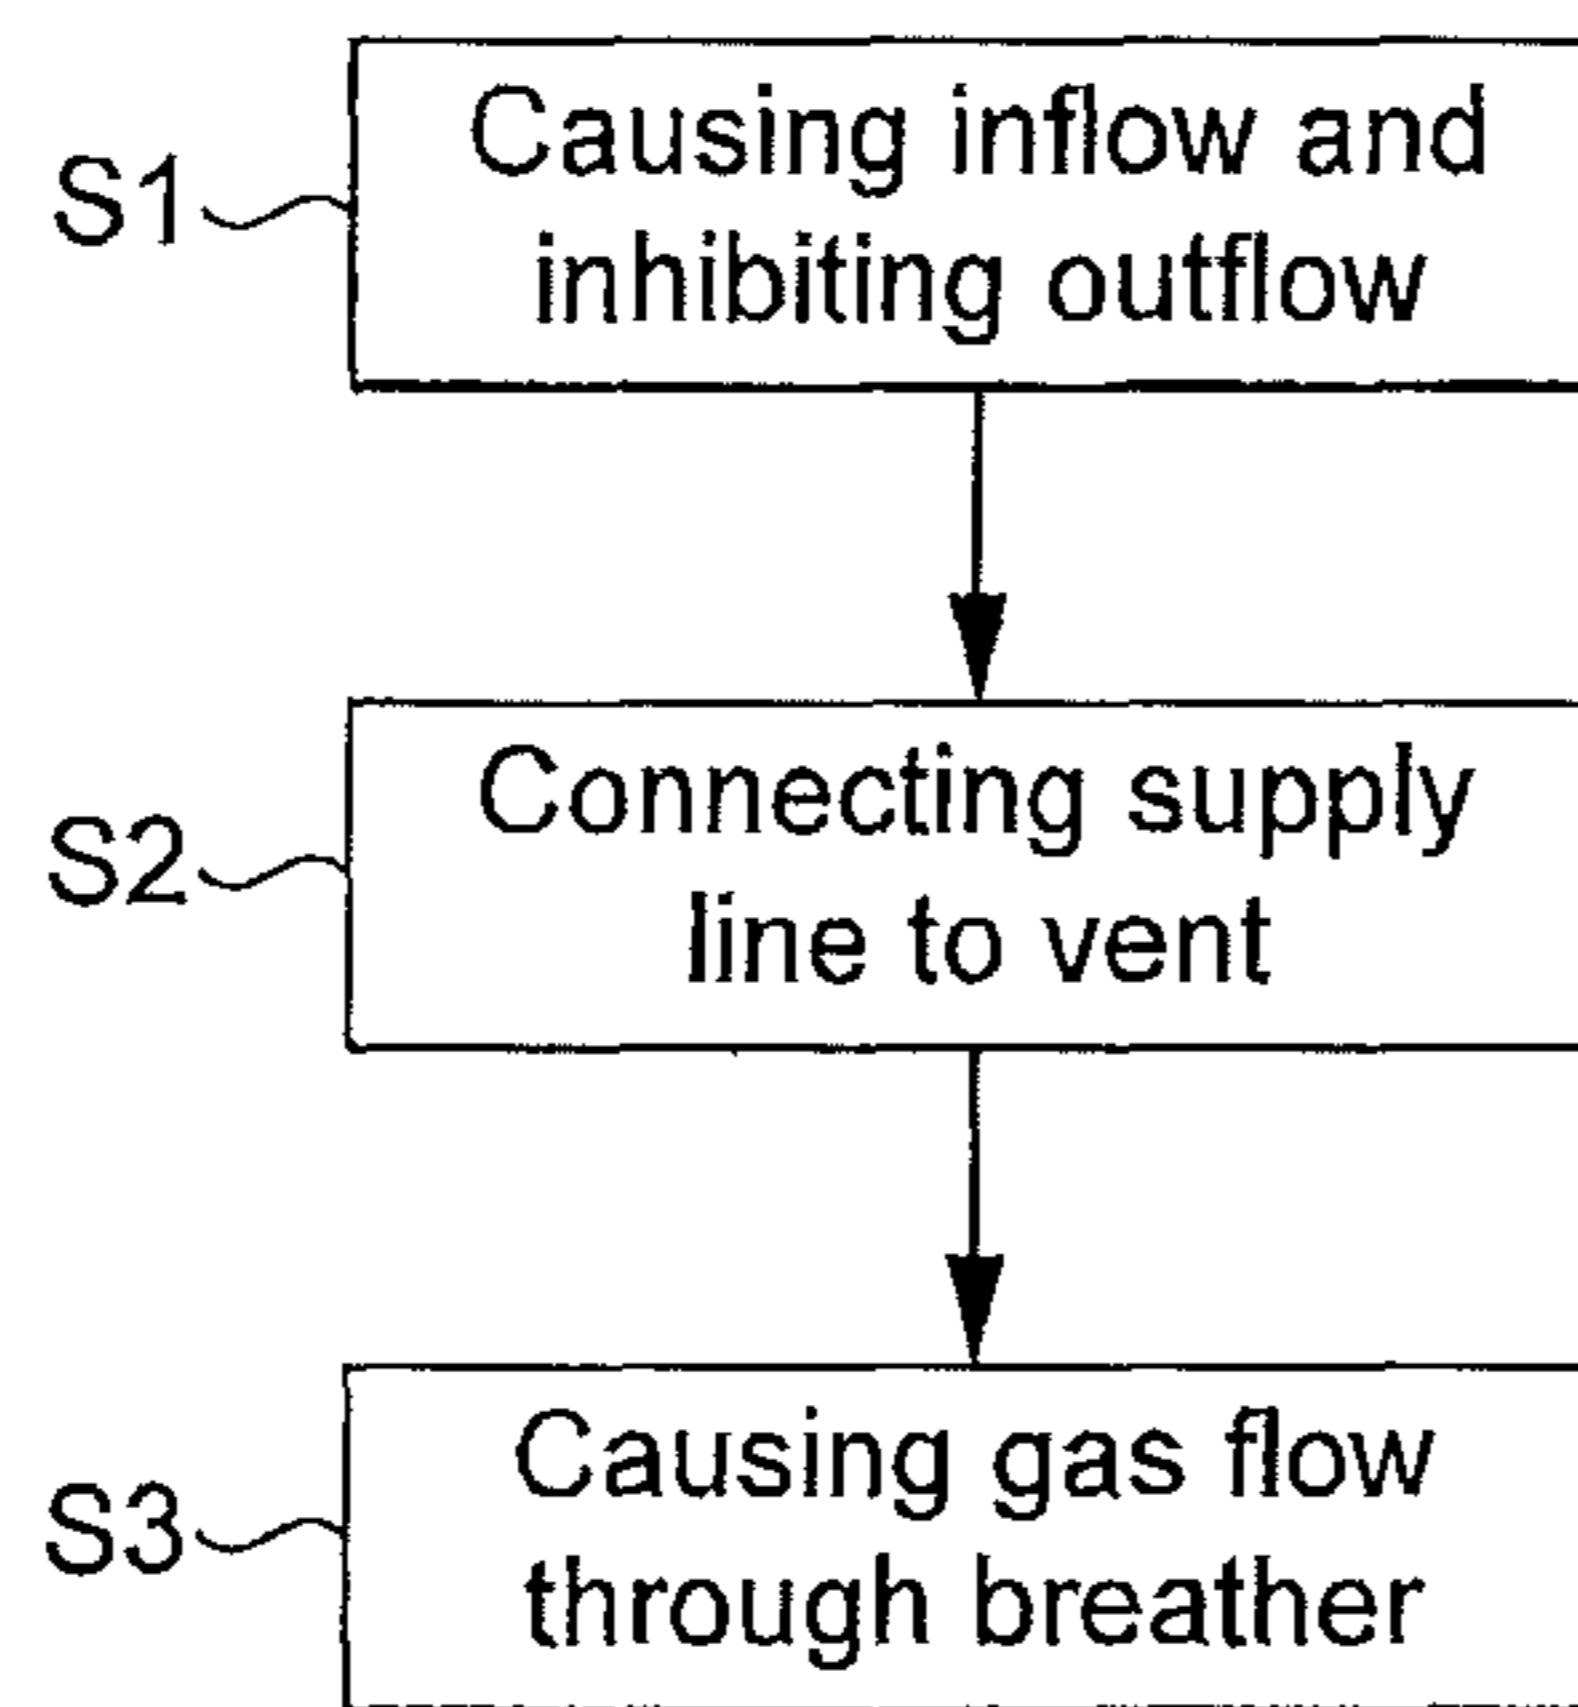 S1
Causing inflow and
inhibiting outflow
S2
Connecting supply
line to vent
S3
Causing gas flow
through breather